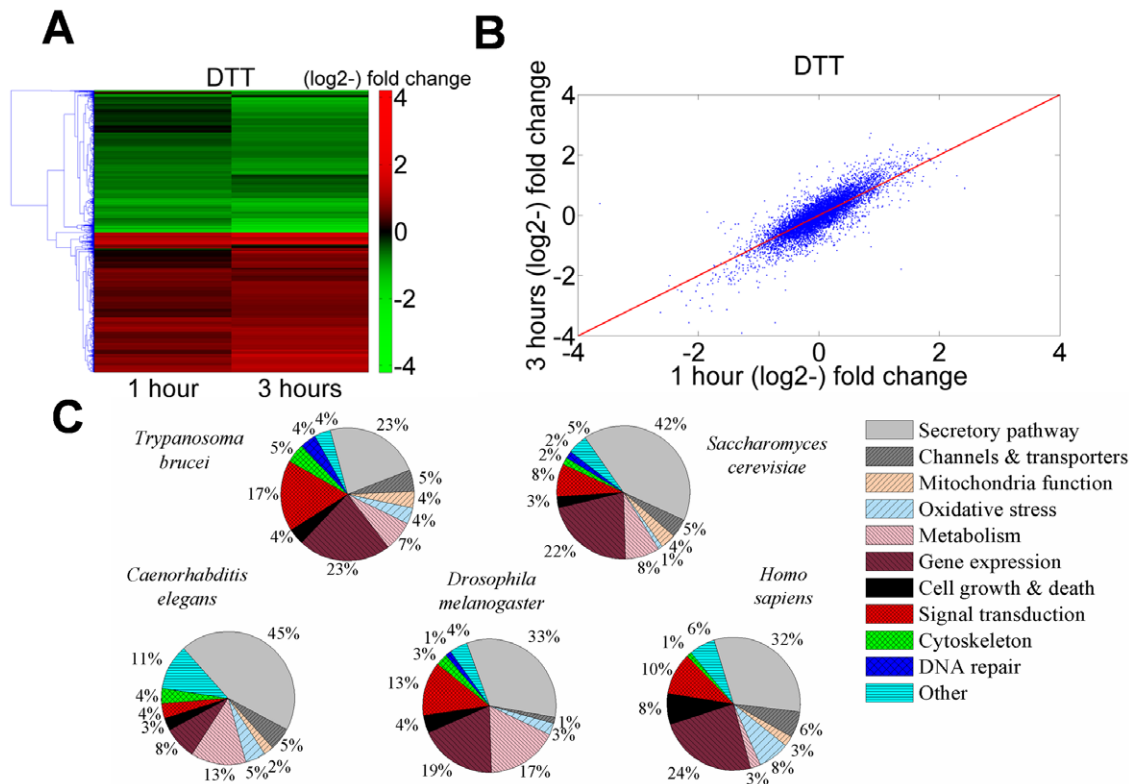 A
DTT
(log2-) fold change
4
2
0
-2
-4
1 hour
3 hours
B
DTT
3 hours (log2-) fold change
4
2
0
-2
-4
-4
-2
0
2
4
1 hour (log2-) fold change
C
Trypanosoma
brucei
4%
4%
23%
5%
5%
17%
4%
4%
4%
7%
23%
Saccharomyces
cerevisiae
5%
2%
2%
42%
8%
3%
5%
4%
1%
22%
8%
Caenorhabditis
elegans
45%
11%
4%
4%
3%
8%
5%
2%
13%
5%
Drosophila
melanogaster
4%
1%
3%
33%
13%
4%
1%
3%
19%
17%
Homo
sapiens
6%
1%
32%
10%
8%
6%
3%
8%
24%
3%
Secretory pathway
Channels & transporters
Mitochondria function
Oxidative stress
Metabolism
Gene expression
Cell growth & death
Signal transduction
Cytoskeleton
DNA repair
Other